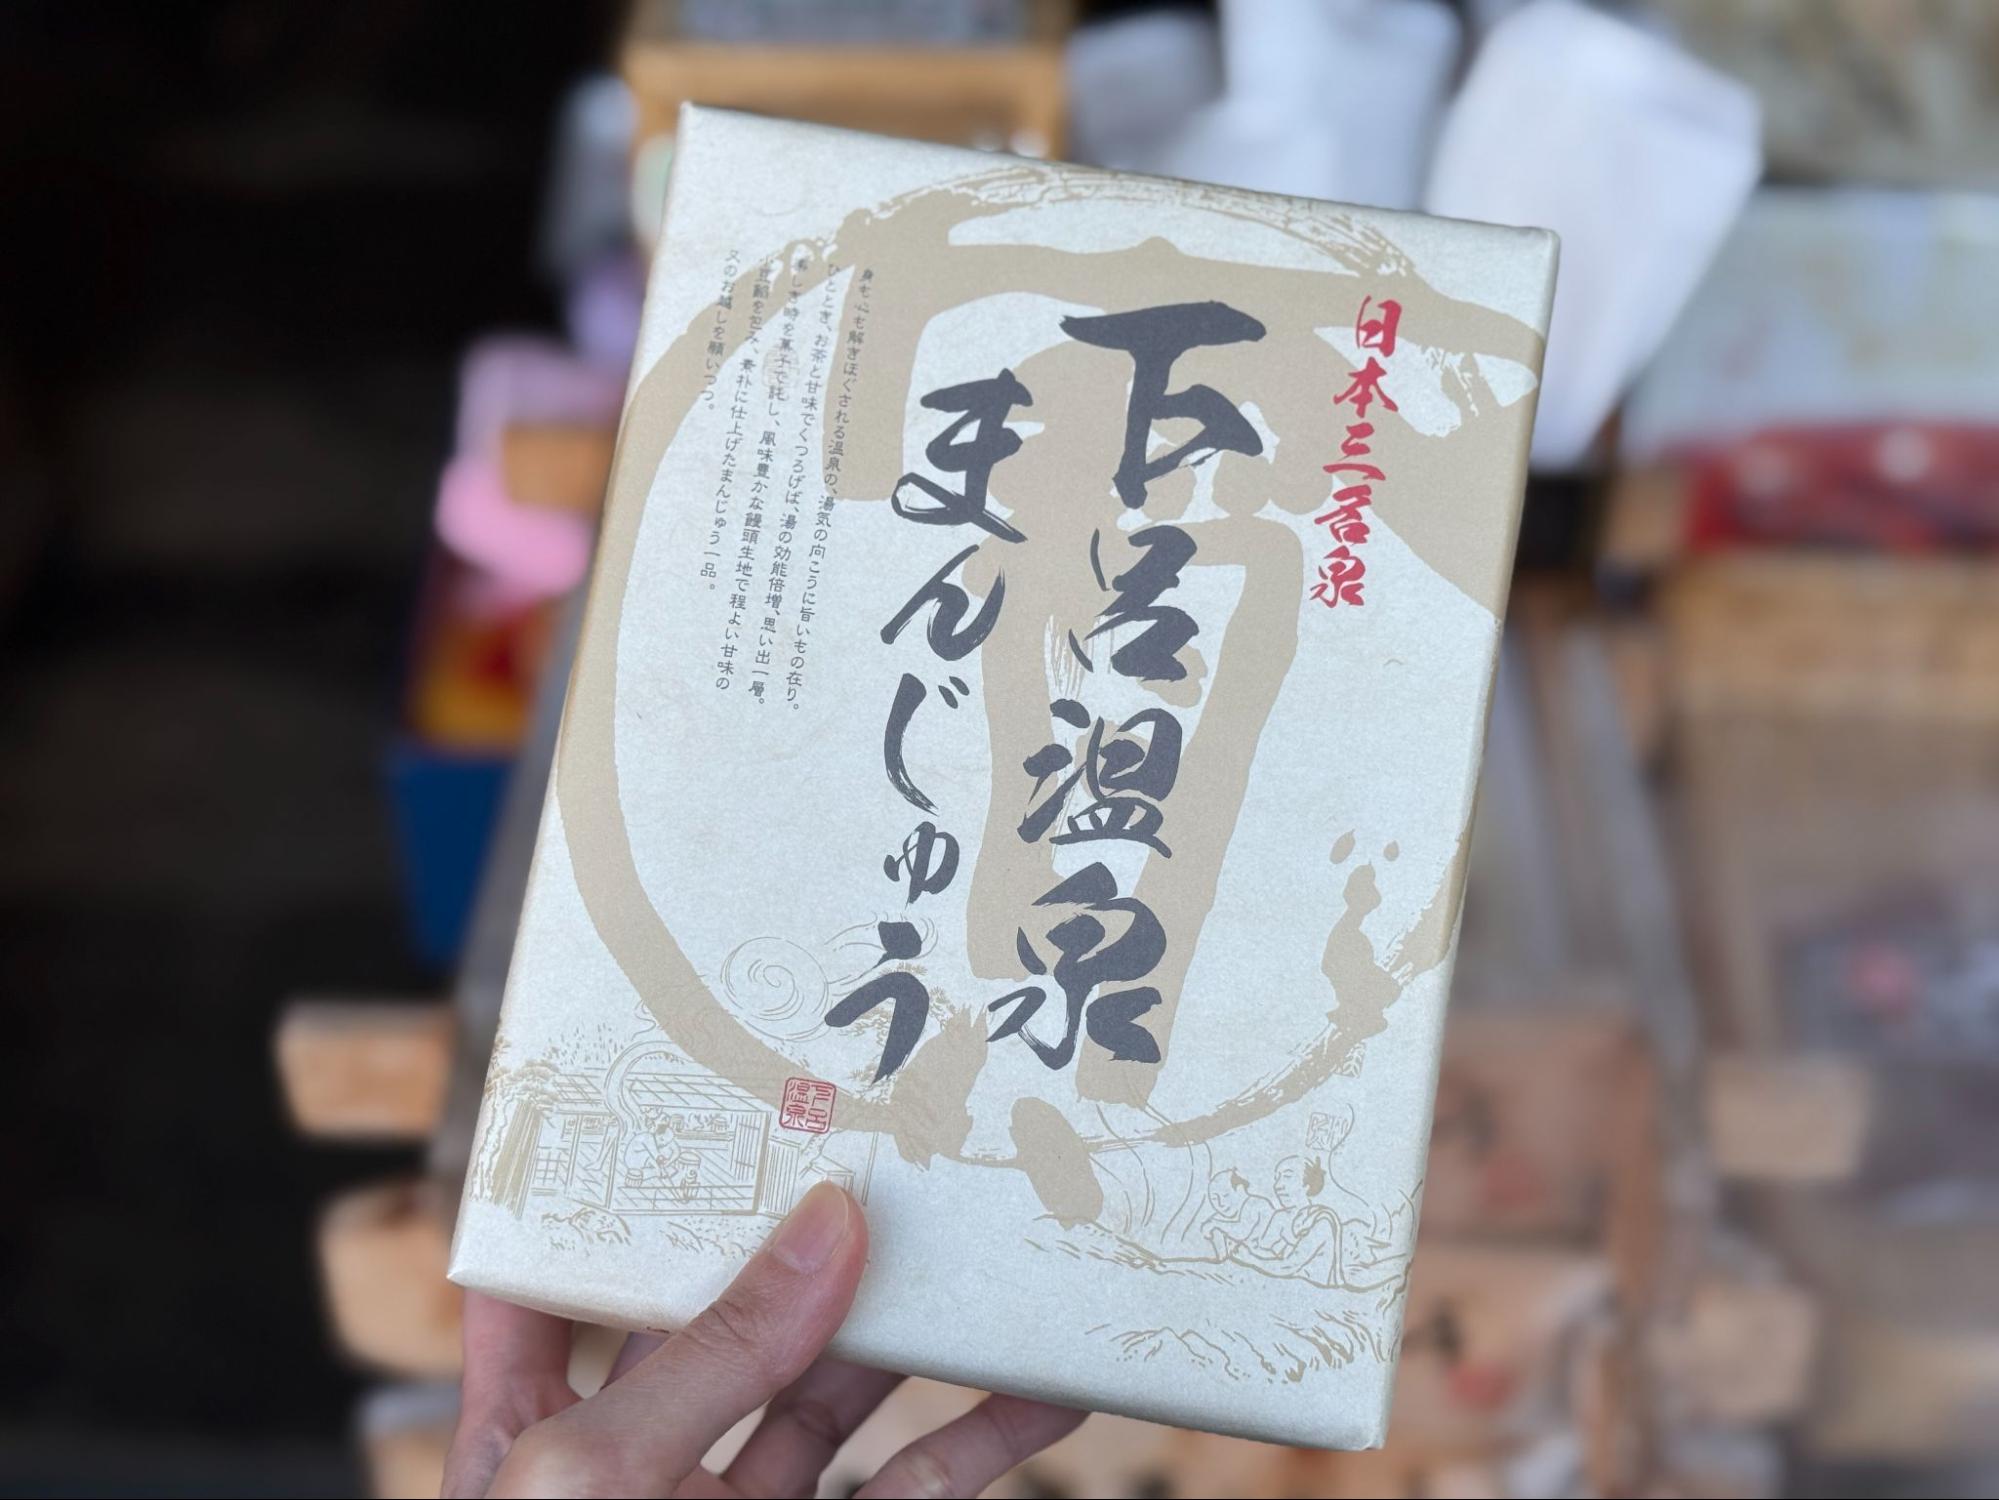 日本三名泉
下呂温泉
まんじゅう
身も心も解きほぐされる温泉の、湯気の向こうに旨いもの在り。
ひととき、お茶と甘味でくつろげば、湯の効能倍増、思い出一層。
楽しき時を菓子で託し、風味豊かな饅頭生地で程よい甘味の
小豆餡を包み、素朴に仕上げたまんじゅう一品。
又のお越しを願いつつ。
下呂
温泉